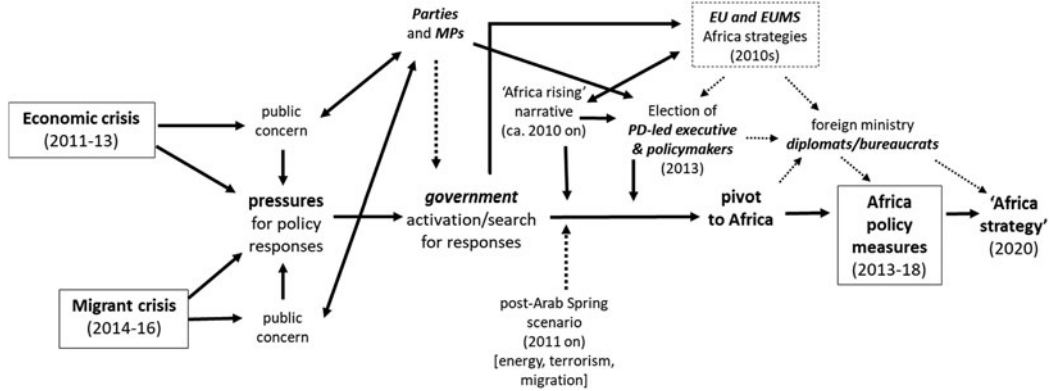 Parties
and MPs
EU and EUMS
Africa strategies
(2010s)
Economic crisis
(2011-13)
public
concern
'Africa rising'
narrative
(ca. 2010 on)
Election of
PD-led executive
& policymakers
(2013)
foreign ministry
diplomats/bureaucrats
pressures
for policy
responses
government
activation/search
for responses
pivot
to Africa
Africa
policy
measures
(2013-18)
'Africa
strategy'
(2020)
Migrant crisis
(2014-16)
public
concern
post-Arab Spring
scenario
(2011 on)
[energy, terrorism,
migration]